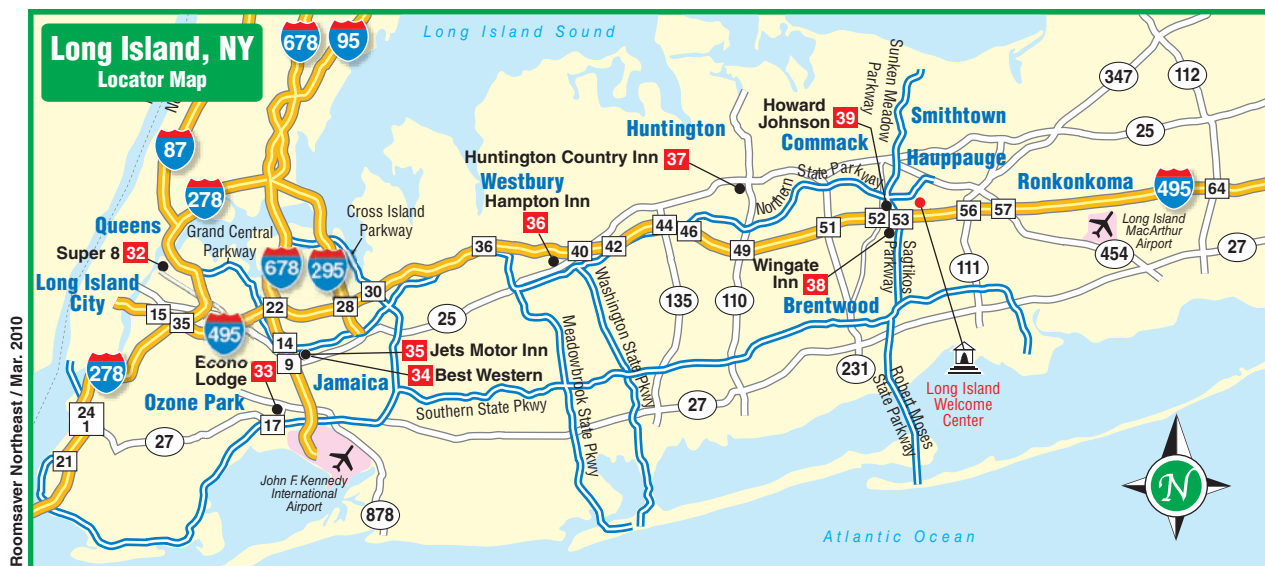 Long Island, NY
Locator Map
678
95
Long Island Sound
87
278
Queens
Super 8 32
Long Island
City
Grand Central
Parkway
Cross Island
Parkway
678
295
15
35
495
22
28
30
36
278
24
1
21
14
9
Econo
Lodge 33
Ozone Park
Jamaica
35 Jets Motor Inn
34 Best Western
17
27
John F. Kennedy
International
Airport
878
25
Southern State Pkwy
Meadowbrook State Pkwy
Washington State Pkwy
Huntington
Huntington Country Inn 37
Westbury
Hampton Inn
36
40
42
44
46
49
51
52
53
56
57
64
Northern
State Parkway
Howard
Johnson 39
Commack
Sunken Meadow
Parkway
Smithtown
Hauppauge
Ronkonkoma
495
347
112
25
Long Island
MacArthur
Airport
454
27
111
135
110
27
Wingate
Inn 38
Brentwood
Sagtikos
Parkway
231
Robert Moses
State Parkway
Long Island
Welcome
Center
Atlantic Ocean
N
Roomsaver Northeast / Mar. 2010